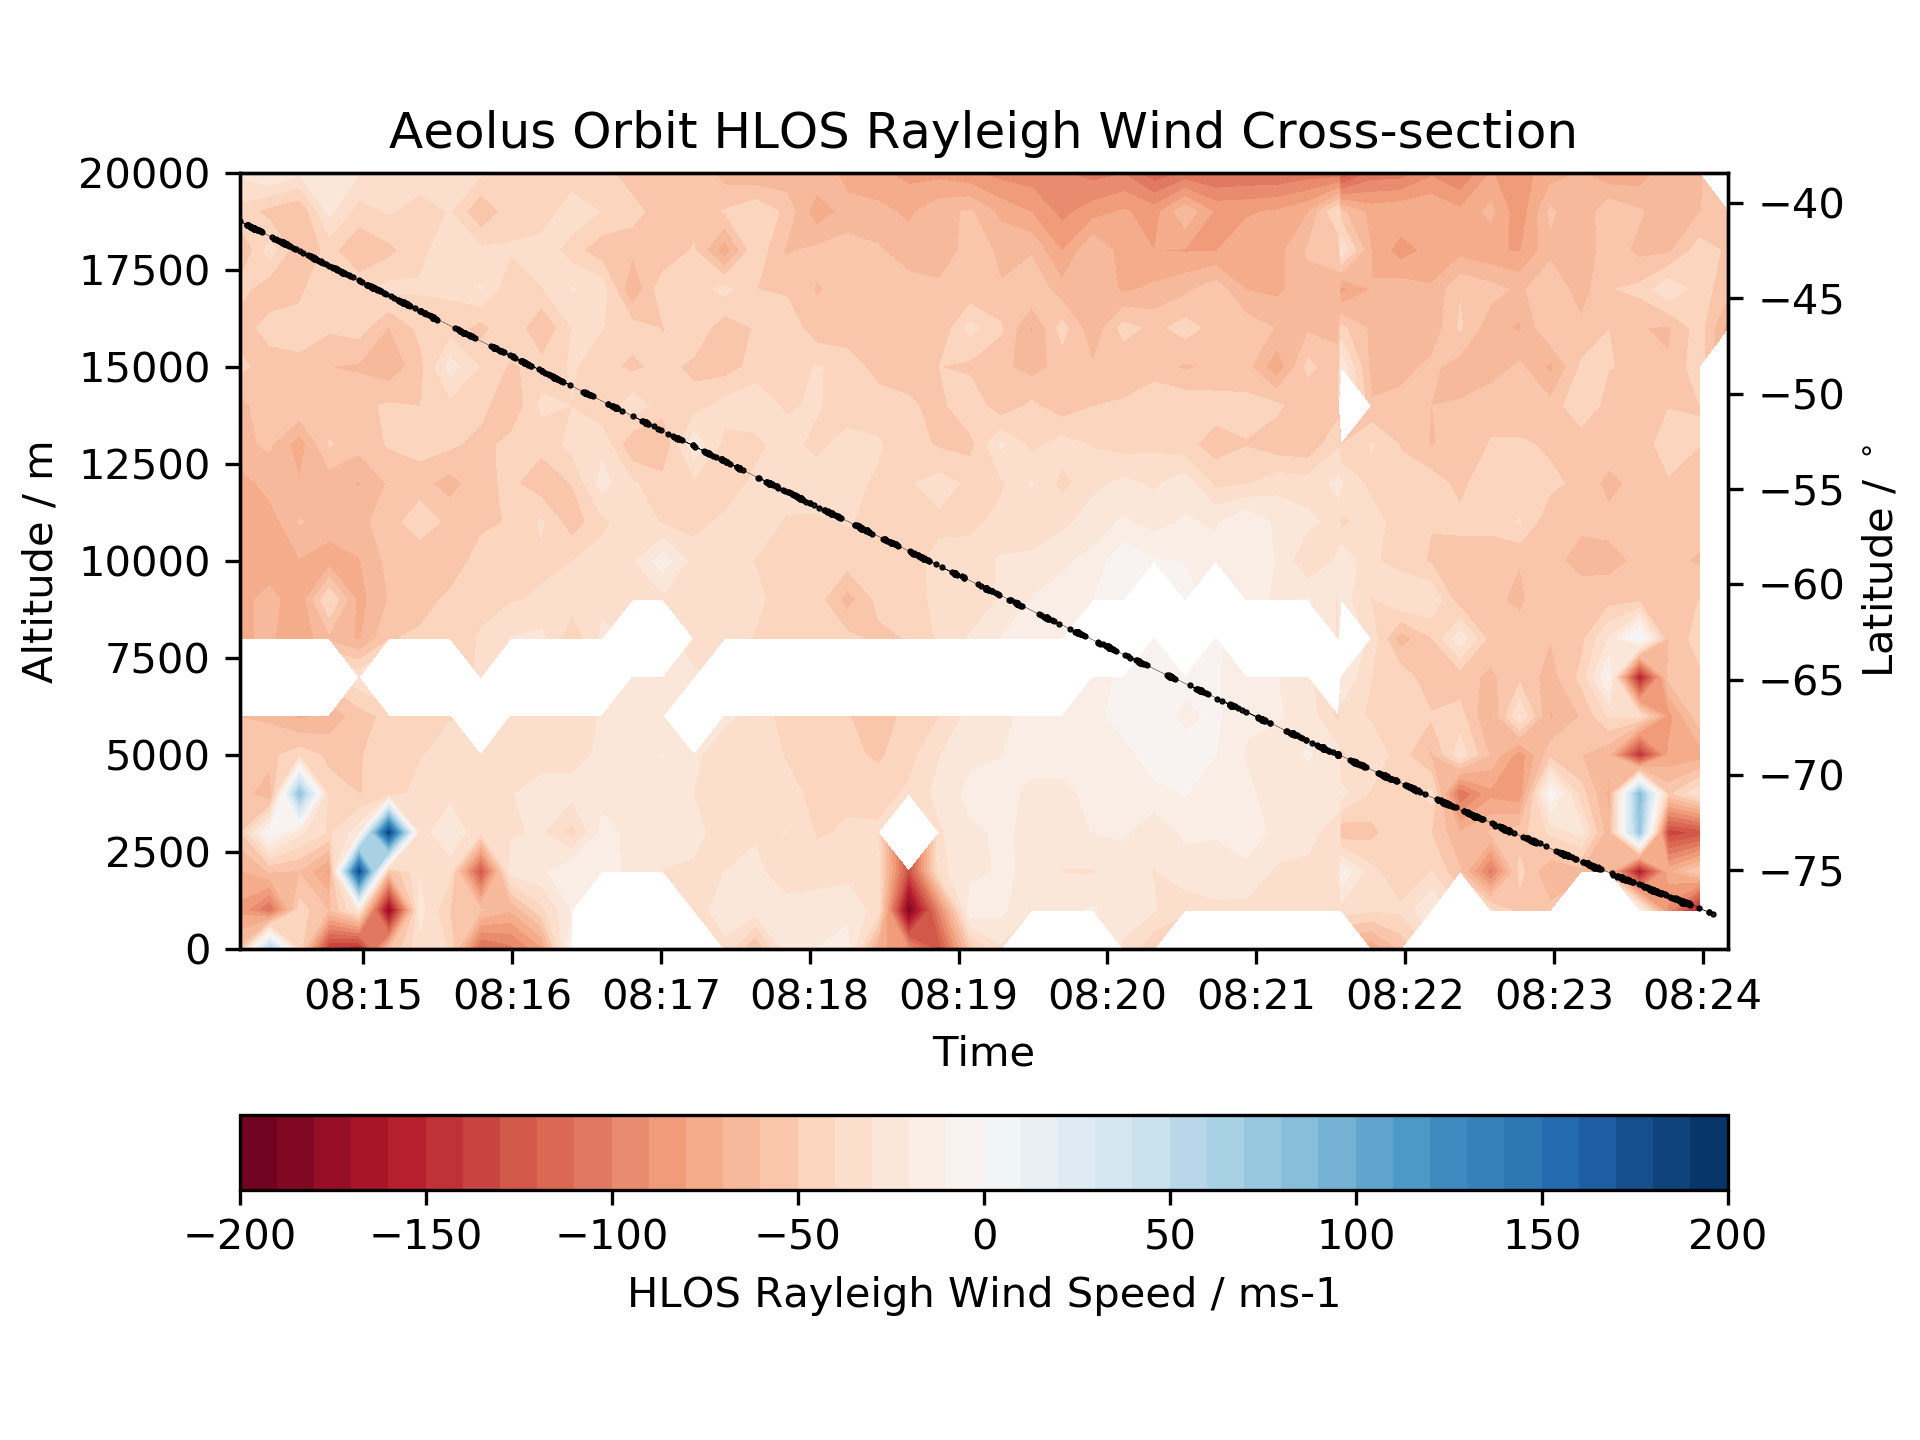 Aeolus Orbit HLOS Rayleigh Wind Cross-section
20000
17500
15000
12500
10000
7500
5000
2500
0
Altitude / m
−40
−45
−50
−55
−60
−65
−70
−75
Latitude / °
08:15 08:16 08:17 08:18 08:19 08:20 08:21 08:22 08:23 08:24
Time
−200 −150 −100 −50 0 50 100 150 200
HLOS Rayleigh Wind Speed / ms-1